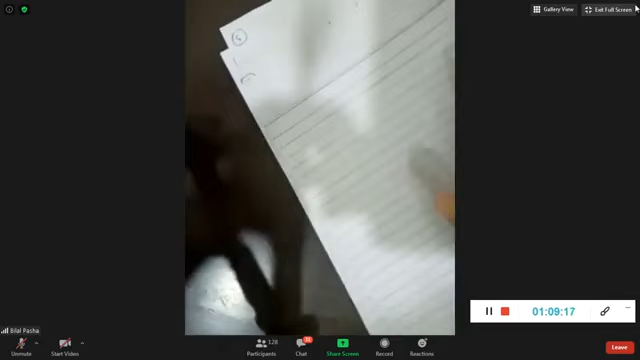 Gallery View
Exit Full Screen
01:09:17
Bilal Pasha
Unmute
Start Video
128
Participants
Chat
Share Screen
Record
Reactions
Leave